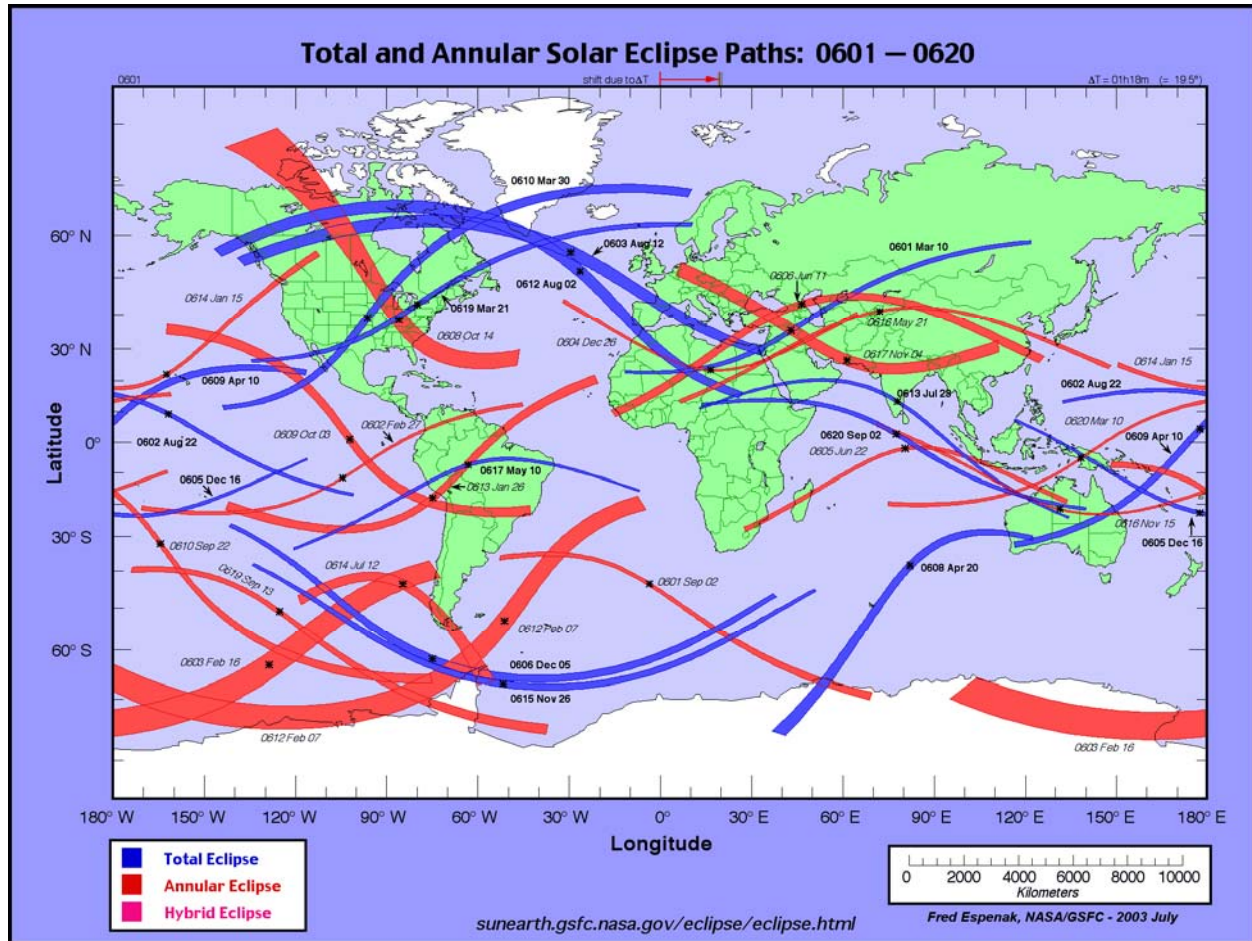 Total and Annular Solar Eclipse Paths: 0601 — 0620
0601
shift due toΔT
ΔT = 01h18m (= 19.5°)
0610 Mar 30
0603 Aug 12
0601 Mar 10
0606 Jun 11
0612 Aug 02
0614 Jan 15
0619 Mar 21
0616 May 21
0608 Oct 14
0604 Dec 26
0617 Nov 04
0614 Jan 15
0609 Apr 10
0613 Jul 23
0602 Aug 22
0620 Mar 10
0602 Feb 27
0609 Oct 03
0602 Aug 22
0620 Sep 02
0609 Apr 10
0605 Jun 22
0617 May 10
0605 Dec 16
0613 Jan 26
0616 Nov 15
0605 Dec 16
0610 Sep 22
0614 Jul 12
0608 Apr 20
0619 Sep 13
0601 Sep 02
0612 Feb 07
0603 Feb 16
0606 Dec 05
0615 Nov 26
0612 Feb 07
0603 Feb 16
60° N
30° N
0°
30° S
60° S
Latitude
180° W 150° W 120° W 90° W 60° W 30° W 0° 30° E 60° E 90° E 120° E 150° E 180° E
Longitude
Total Eclipse
Annular Eclipse
Hybrid Eclipse
0 2000 4000 6000 8000 10000
Kilometers
sunearth.gsfc.nasa.gov/eclipse/eclipse.html
Fred Espenak, NASA/GSFC - 2003 July